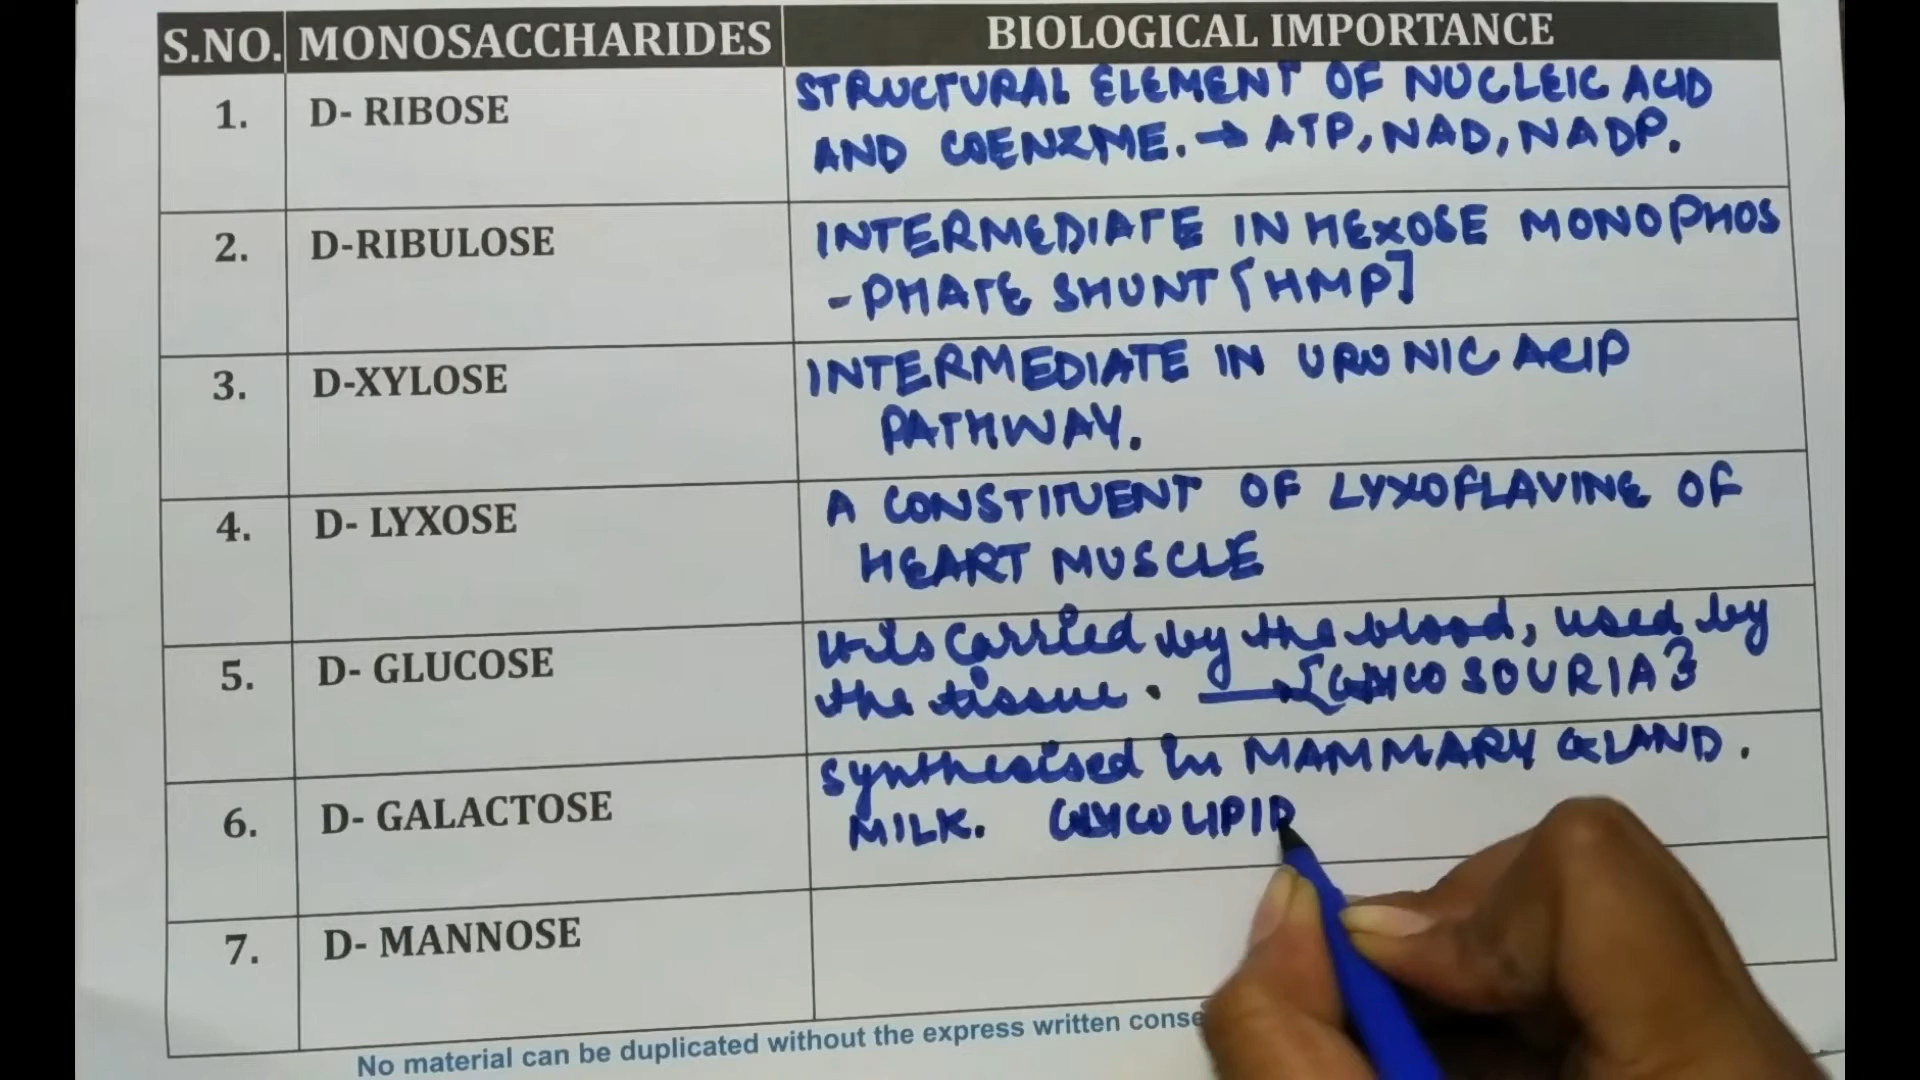 S.NO. MONOSACCHARIDES BIOLOGICAL IMPORTANCE
1. D- RIBOSE STRUCTURAL ELEMENT OF NUCLEIC ACID
AND COENZME. → ATP, NAD, NADP.
2. D-RIBULOSE INTERMEDIATE IN HEXOSE MONOPHOS
-PHATE SHUNT [HMP]
3. D-XYLOSE INTERMEDIATE IN URONIC ACID
PATHWAY.
4. D- LYXOSE A CONSTITUENT OF LYXOFLAVINE OF
HEART MUSCLE
5. D- GLUCOSE It is carried by the blood, used by
the tissue. → {GLYCOSOURIA}
6. D- GALACTOSE synthesised in MAMMARY GLAND.
MILK. GLYCOLIPID
7. D- MANNOSE
No material can be duplicated without the express written conse